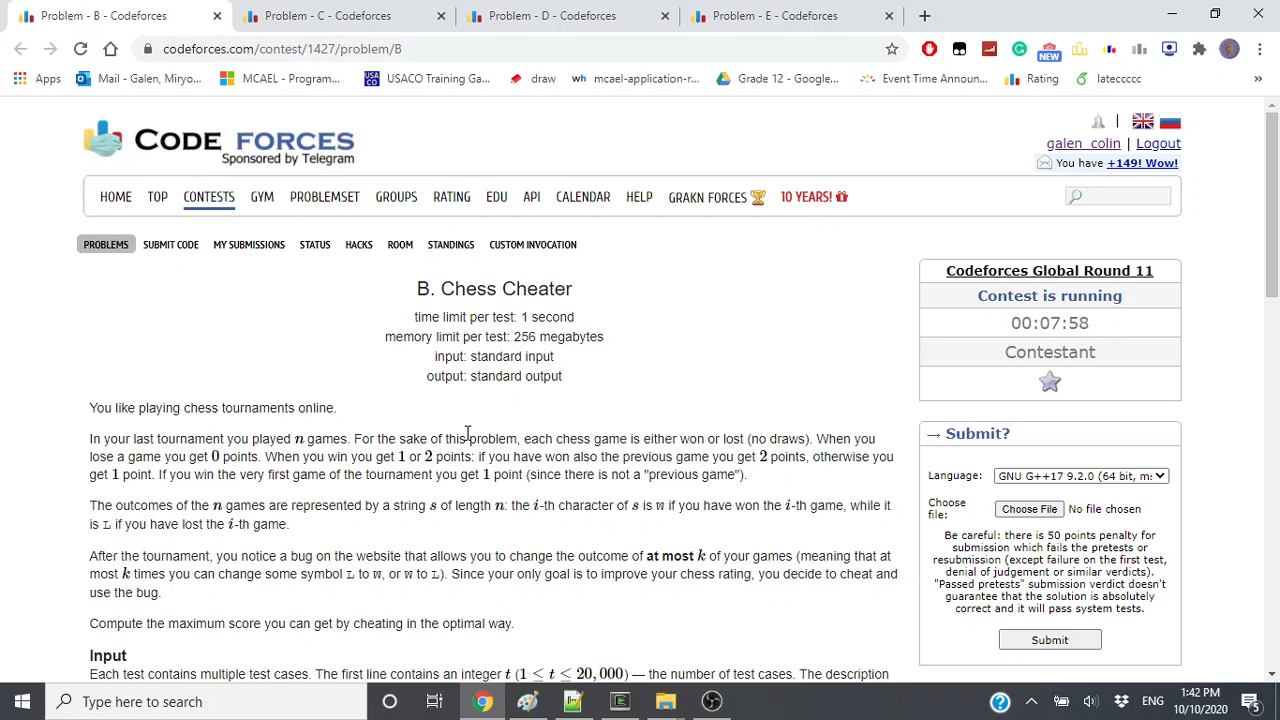 Problem - B - Codeforces
Problem - C - Codeforces
Problem - D - Codeforces
Problem - E - Codeforces
codeforces.com/contest/1427/problem/B
NEW
Apps
Mail - Galen, Miryo...
MCAEL - Program...
USACO
USACO Training Ga...
draw
wh
mcael-application-r...
Grade 12 - Google...
Event Time Announ...
Rating
lateccccc
»
CODE FORCES
Sponsored by Telegram
galen_colin | Logout
You have +149! Wow!
HOME TOP CONTESTS GYM PROBLEMSET GROUPS RATING EDU API CALENDAR HELP GRAKN FORCES 10 YEARS!
PROBLEMS SUBMIT CODE MY SUBMISSIONS STATUS HACKS ROOM STANDINGS CUSTOM INVOCATION
B. Chess Cheater
time limit per test: 1 second
memory limit per test: 256 megabytes
input: standard input
output: standard output
You like playing chess tournaments online.
In your last tournament you played n games. For the sake of this problem, each chess game is either won or lost (no draws). When you
lose a game you get 0 points. When you win you get 1 or 2 points: if you have won also the previous game you get 2 points, otherwise you
get 1 point. If you win the very first game of the tournament you get 1 point (since there is not a "previous game").
The outcomes of the n games are represented by a string s of length n: the i-th character of s is W if you have won the i-th game, while it
is L if you have lost the i-th game.
After the tournament, you notice a bug on the website that allows you to change the outcome of at most k of your games (meaning that at
most k times you can change some symbol L to W, or W to L). Since your only goal is to improve your chess rating, you decide to cheat and
use the bug.
Compute the maximum score you can get by cheating in the optimal way.
Input
Each test contains multiple test cases. The first line contains an integer t (1 ≤ t ≤ 20,000) — the number of test cases. The description
Codeforces Global Round 11
Contest is running
00:07:58
Contestant
→ Submit?
Language: GNU G++17 9.2.0 (64 bit, ms
Choose file: Choose File No file chosen
Be careful: there is 50 points penalty for
submission which fails the pretests or
resubmission (except failure on the first test,
denial of judgement or similar verdicts).
"Passed pretests" submission verdict doesn't
guarantee that the solution is absolutely
correct and it will pass system tests.
Submit
Type here to search
ENG
1:42 PM
10/10/2020
5